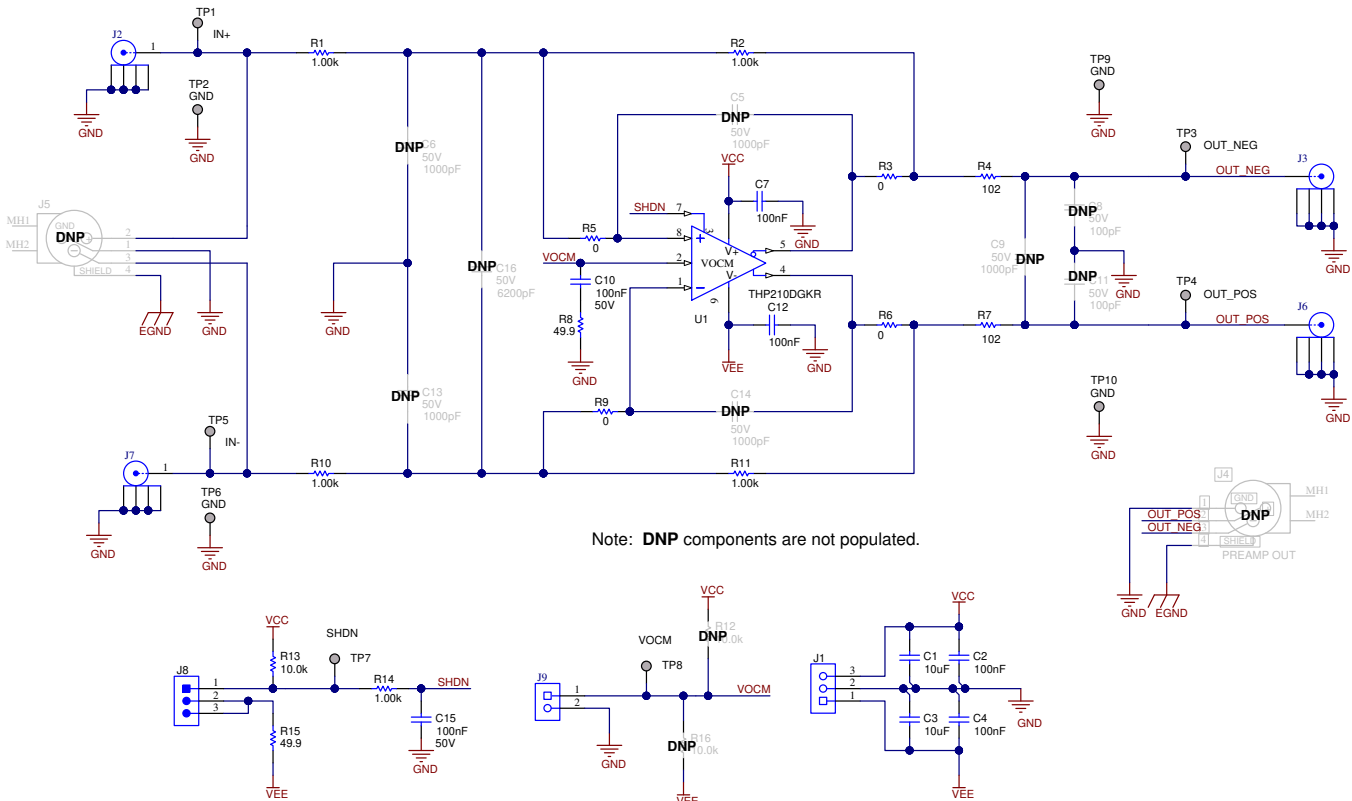 TP1
IN+
J2
1
R1
1.00k
R2
1.00k
TP2
GND
GND
GND
TP9
GND
GND
C5
DNP
50V
1000pF
DNP
C6
50V
1000pF
VCC
C7
100nF
GND
SHDN
7
3
R3
0
R4
102
TP3
OUT_NEG
OUT_NEG
J3
GND
J5
MH1
MH2
GND
DNP
SHIELD
2
1
3
4
EGND
GND
GND
R5
0
8
V+
5
VOCM
2
VOCM
1
V-
4
6
U1
THP210DGKR
C10
100nF
50V
R8
49.9
GND
DNP
C16
50V
6200pF
C12
100nF
GND
VEE
C9
50V
1000pF
DNP
DNP
C8
50V
100pF
DNP
C11
50V
100pF
GND
R6
0
R7
102
TP4
OUT_POS
OUT_POS
J6
GND
DNP
C13
50V
1000pF
R9
0
C14
DNP
50V
1000pF
TP10
GND
GND
TP5
IN-
J7
1
R10
1.00k
R11
1.00k
TP6
GND
GND
GND
J4
GND
1
2
3
4
OUT_POS
OUT_NEG
DNP
MH1
MH2
SHIELD
PREAMP OUT
GND
EGND
Note: DNP components are not populated.
VCC
R13
10.0k
SHDN
TP7
J8
1
2
3
R14
1.00k
SHDN
C15
100nF
50V
GND
R15
49.9
VEE
VCC
DNP
R12
VOCM
TP8
J9
1
2
VOCM
GND
DNP
R16
VEE
VCC
J1
3
2
1
C1
10uF
C2
100nF
GND
C3
10uF
C4
100nF
VEE